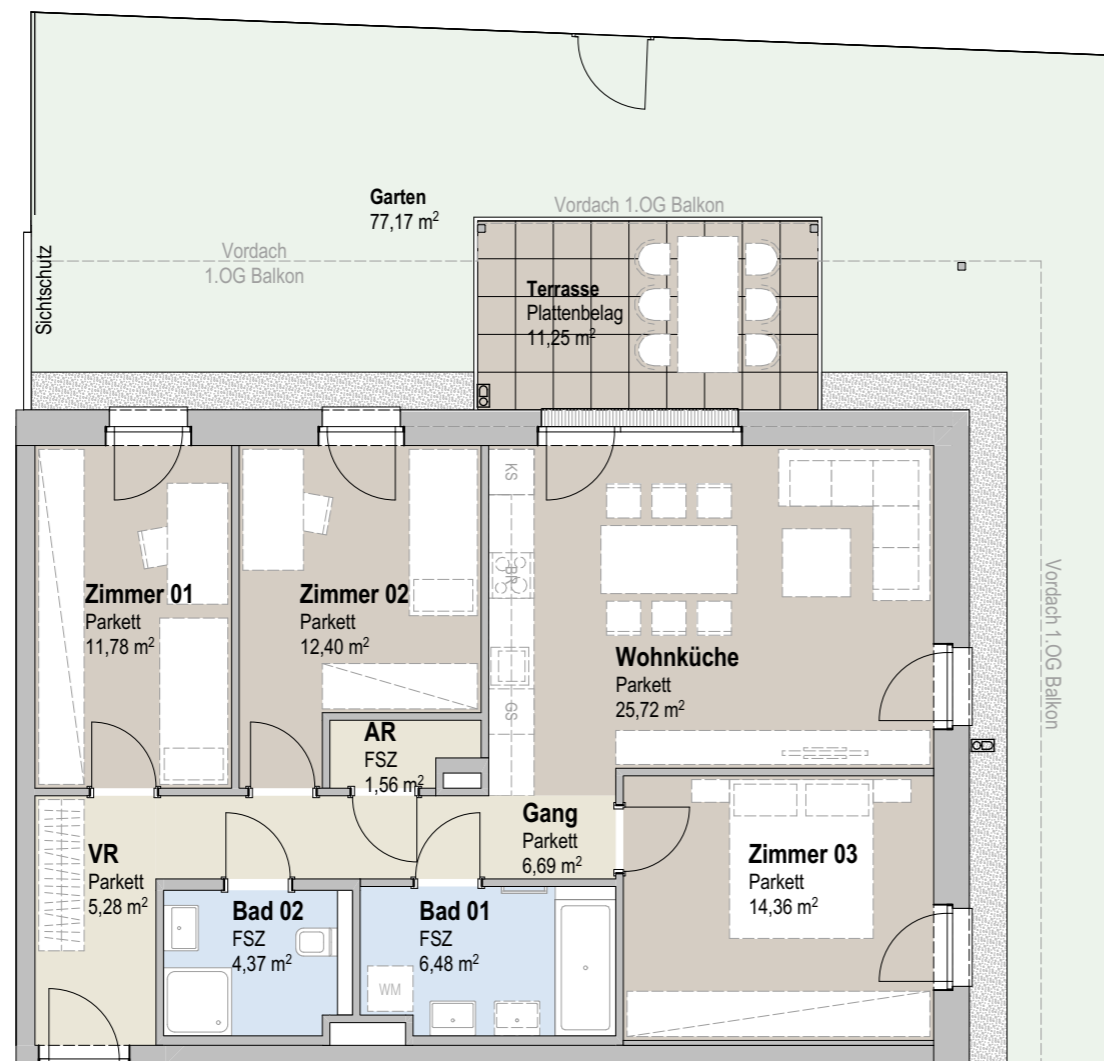 Garten
77,17 m²
Vordach 1.OG Balkon
Vordach
1.OG Balkon
Sichtschutz
Terrasse
Plattenbelag
11,25 m²
KS
BR
GS
Zimmer 01
Parkett
11,78 m²
Zimmer 02
Parkett
12,40 m²
Wohnküche
Parkett
25,72 m²
Vordach 1.OG Balkon
AR
FSZ
1,56 m²
Gang
Parkett
6,69 m²
VR
Parkett
5,28 m²
Zimmer 03
Parkett
14,36 m²
Bad 02
FSZ
4,37 m²
Bad 01
FSZ
6,48 m²
WM